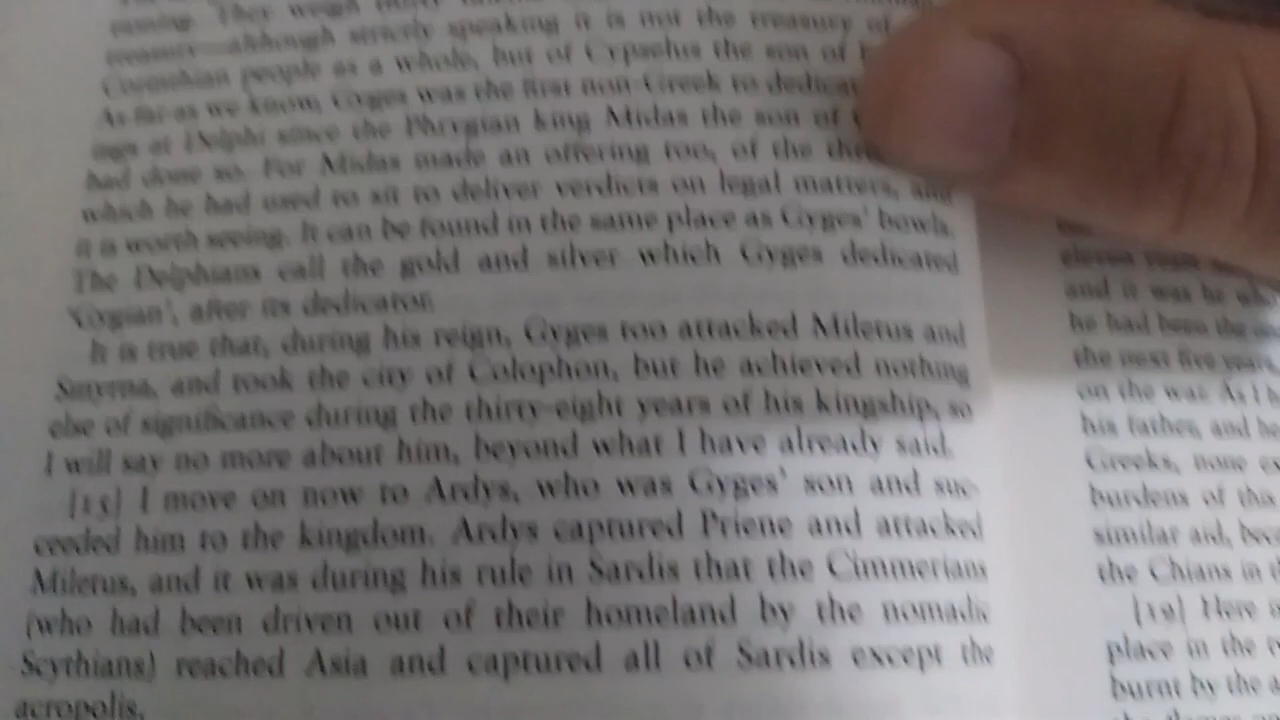 They weigh
treasury—although strictly speaking it is not the treasury of
Corinthian people as a whole, but of Cypselus the son of
As far as we know, Gyges was the first non-Greek to dedicate
ings at Delphi since the Phrygian king Midas the son of
had done so. For Midas made an offering too, of the
which he had used to sit to deliver verdicts on legal matters, and
it is worth seeing. It can be found in the same place as Gyges' bowls.
The Delphians call the gold and silver which Gyges dedicated
'Gygian', after its dedicator.
It is true that, during his reign, Gyges too attacked Miletus and
Smyrna, and took the city of Colophon, but he achieved nothing
else of significance during the thirty-eight years of his kingship, so
I will say no more about him, beyond what I have already said.
[15] I move on now to Ardys, who was Gyges' son and suc-
ceeded him to the kingdom. Ardys captured Priene and attacked
Miletus, and it was during his rule in Sardis that the Cimmerians
(who had been driven out of their homeland by the nomadic
Scythians) reached Asia and captured all of Sardis except the
acropolis.
eleven years
and it was he who
he had been the
the next five years,
on the way. As I
his father, and he
Greeks, none
burdens of this
similar aid,
the Chians in
Here
place in the
burnt by the